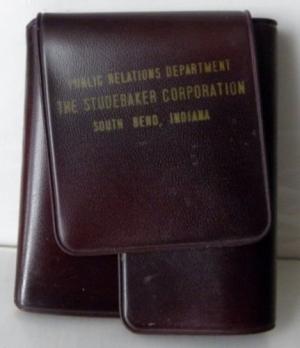 PUBLIC RELATIONS DEPARTMENT
THE STUDEBAKER CORPORATION
SOUTH BEND, INDIANA